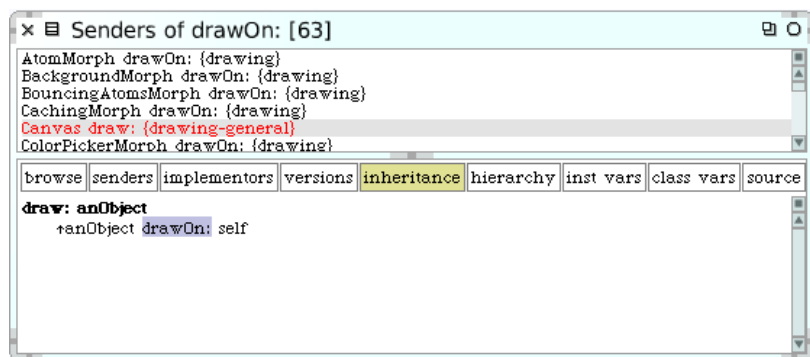 Senders of drawOn: [63]
AtomMorph drawOn: {drawing}
BackgroundMorph drawOn: {drawing}
BouncingAtomsMorph drawOn: {drawing}
CachingMorph drawOn: {drawing}
Canvas draw: {drawing-general}
ColorPickerMorph drawOn: {drawing}
browse senders implementors versions inheritance hierarchy inst vars class vars source
draw: anObject
↑anObject drawOn: self